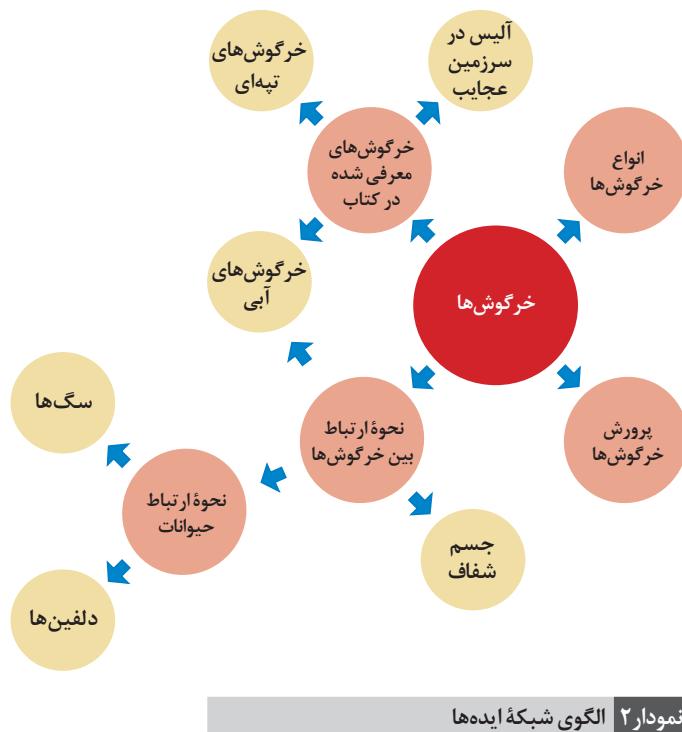 آلیس در
سرزمین
عجایب
خرگوش‌های
تپه‌ای
انواع
خرگوش‌ها
خرگوش‌های
معرفی شده
در کتاب
خرگوش‌های
آبی
خرگوش‌ها
سگ‌ها
پرورش
خرگوش‌ها
نحوهٔ ارتباط
بین خرگوش‌ها
نحوهٔ ارتباط
حیوانات
جسم
شفاف
دلفین‌ها
نمودار۲ الگوی شبکهٔ ایده‌ها